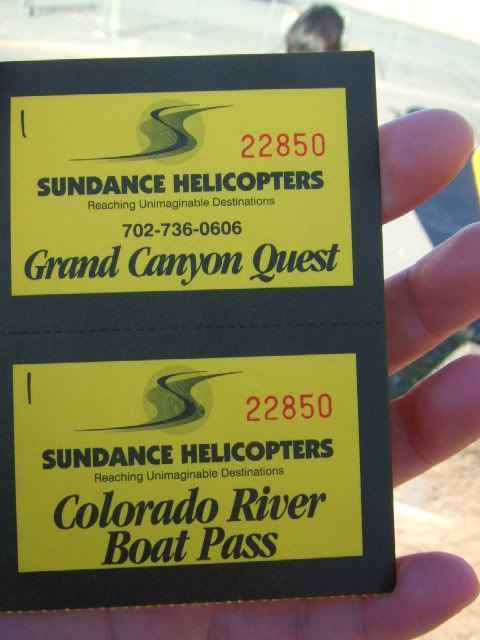 1
22850
SUNDANCE HELICOPTERS
Reaching Unimaginable Destinations
702-736-0606
Grand Canyon Quest
1
22850
SUNDANCE HELICOPTERS
Reaching Unimaginable Destinations
Colorado River
Boat Pass